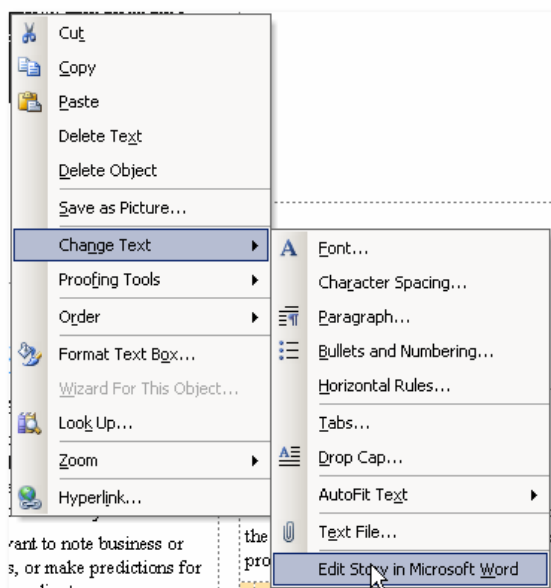 Cut
Copy
Paste
Delete Text
Delete Object
Save as Picture...
Change Text
Proofing Tools
Order
Format Text Box...
Wizard For This Object...
Look Up...
Zoom
Hyperlink...
Font...
Character Spacing...
Paragraph...
Bullets and Numbering...
Horizontal Rules...
Tabs...
Drop Cap...
AutoFit Text
Text File...
Edit Story in Microsoft Word
to note business or
s, or make predictions for
the